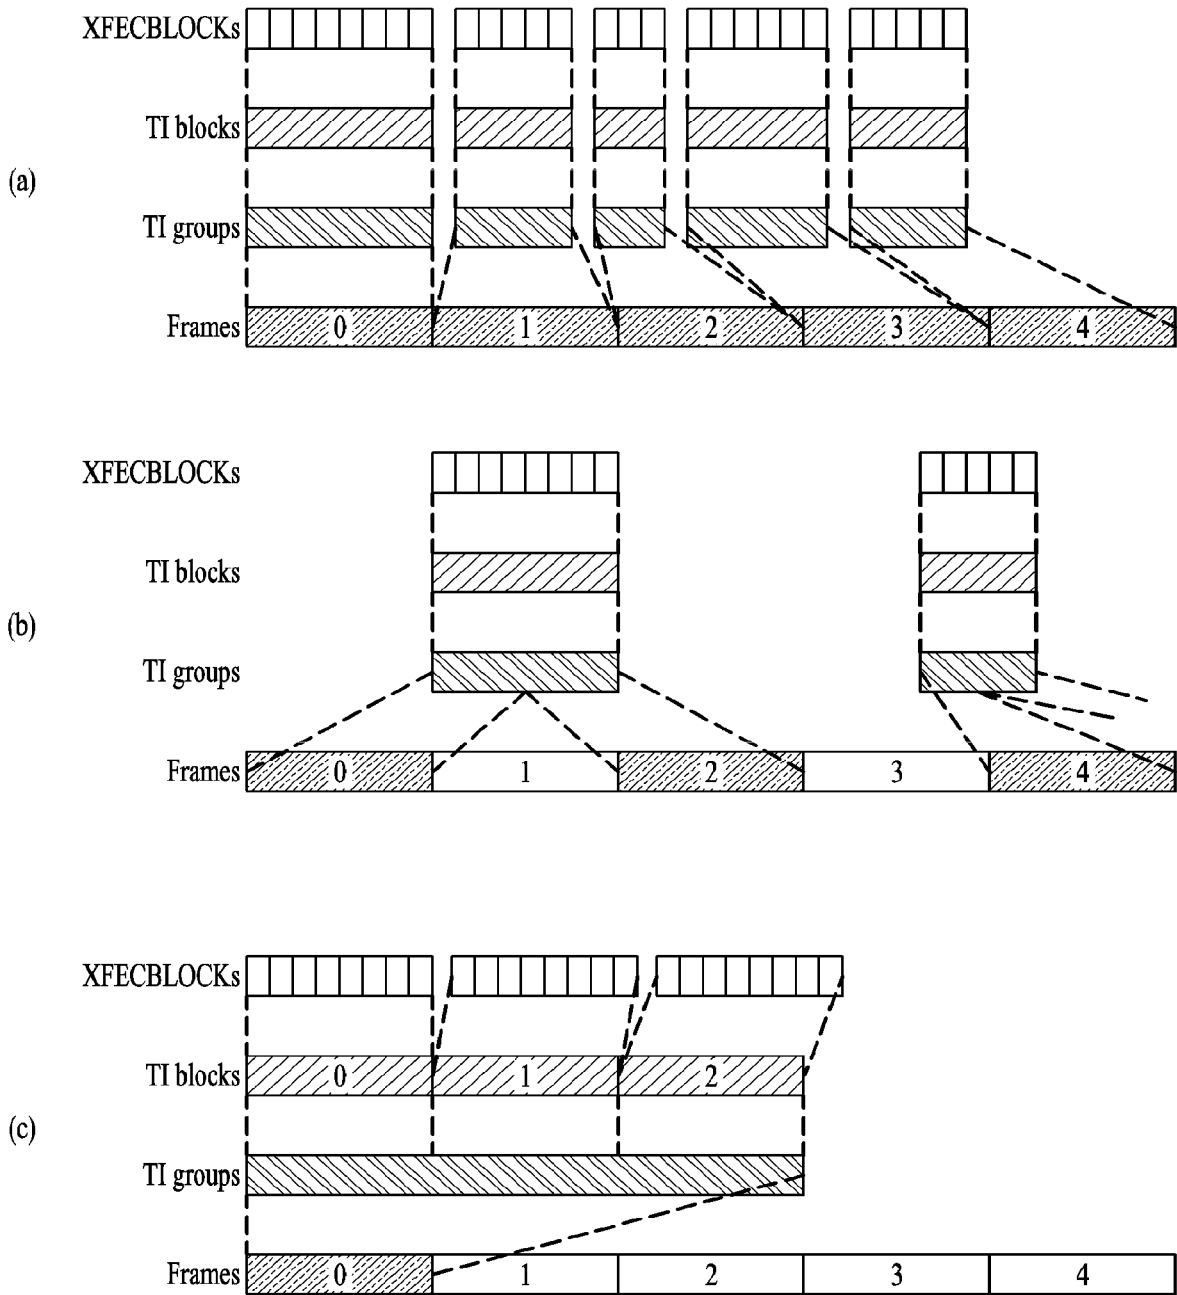 XFECBLOCKs
TI blocks
(a)
TI groups
Frames 0 1 2 3 4
XFECBLOCKs
TI blocks
(b)
TI groups
Frames 0 1 2 3 4
XFECBLOCKs
TI blocks 0 1 2
(c)
TI groups
Frames 0 1 2 3 4